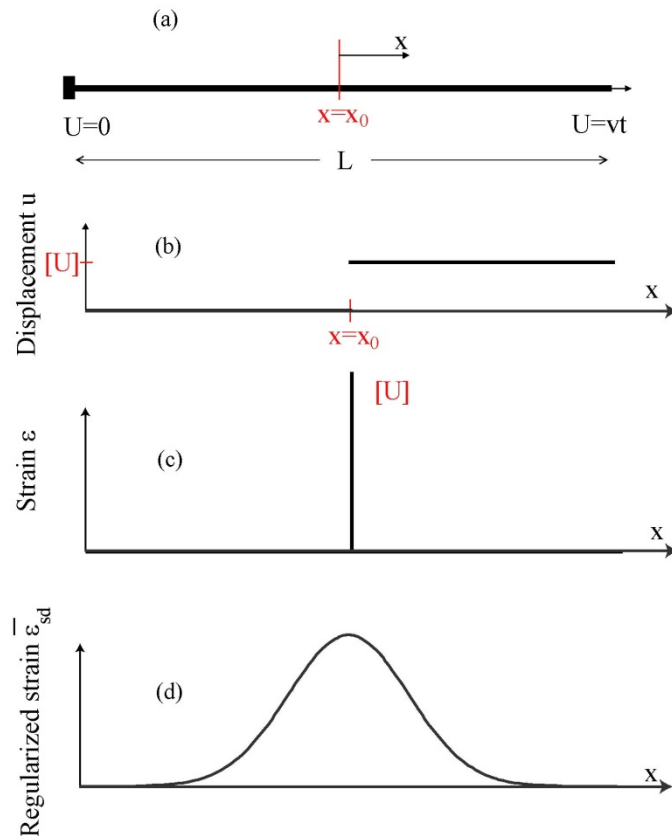 (a)
x
x=x₀
U=0
U=vt
L
Displacement u
(b)
[U]
x
x=x₀
Strain ε
[U]
(c)
x
Regularized strain ε̅sd
(d)
x